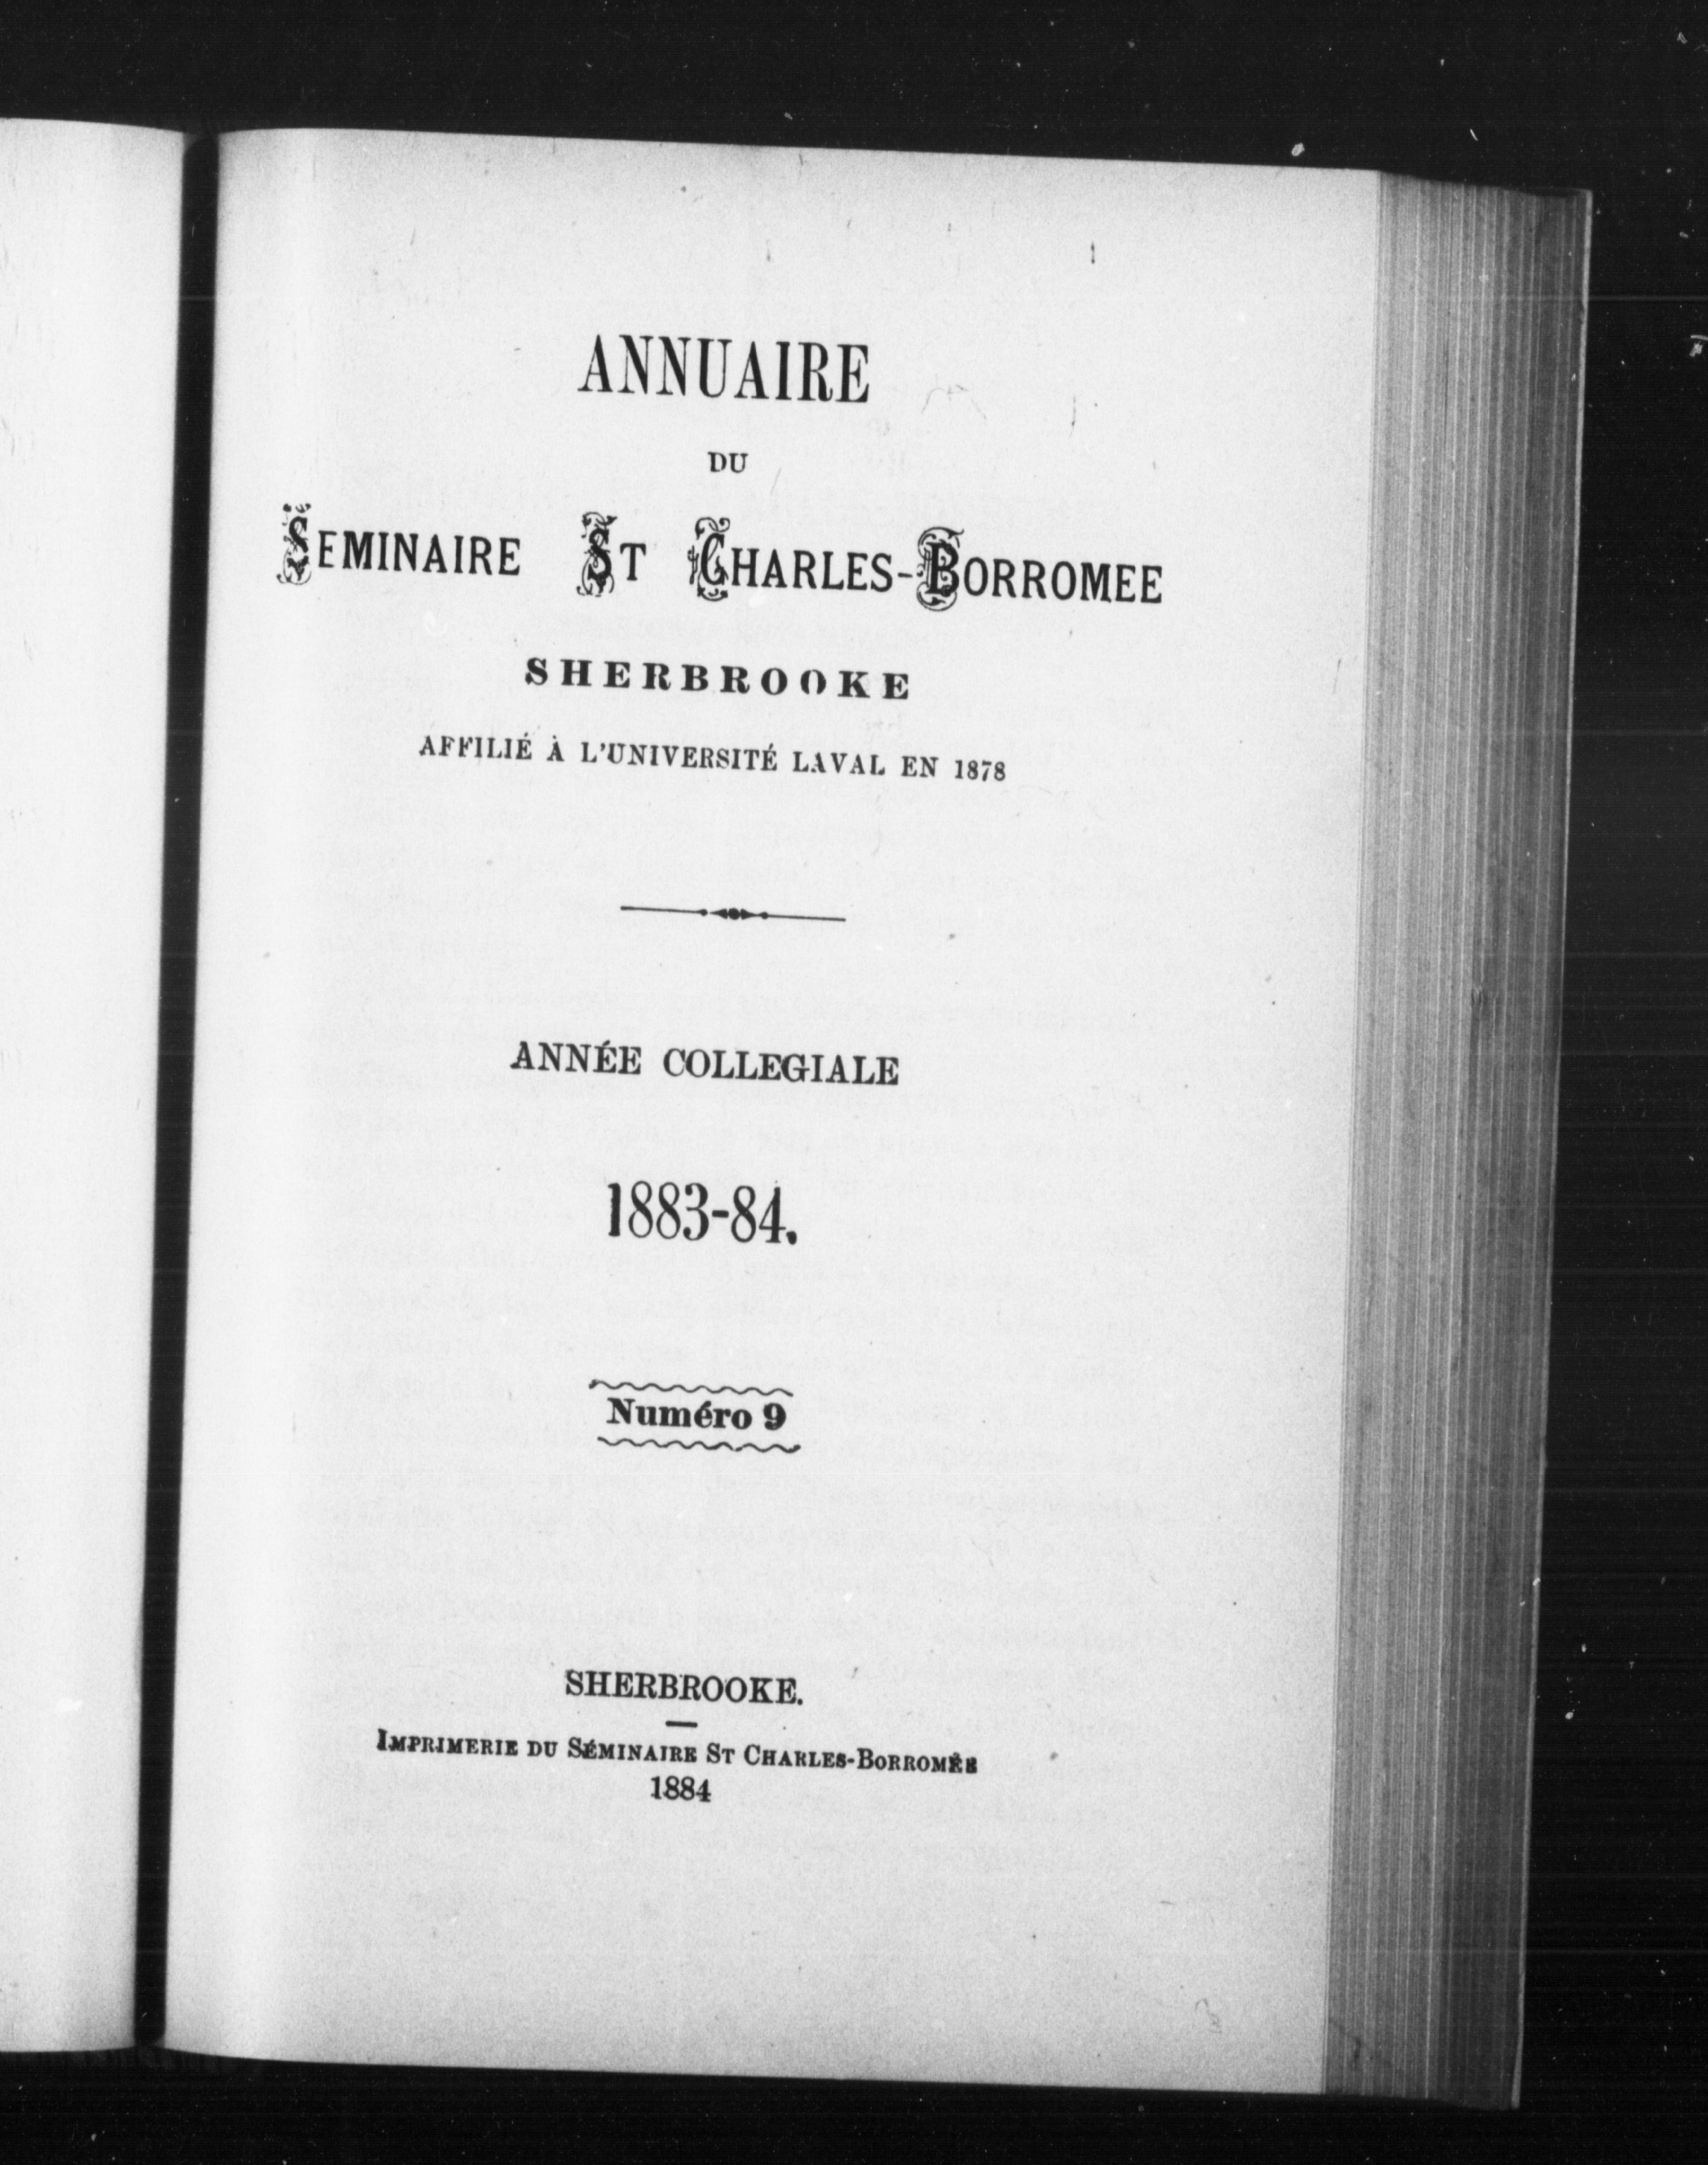 ANNUAIRE
DU
SEMINAIRE ST CHARLES-BORROMEE
SHERBROOKE
AFFILIÉ À L'UNIVERSITÉ LAVAL EN 1878
ANNÉE COLLEGIALE
1883-84.
Numéro 9
SHERBROOKE.
IMPRIMERIE DU SÉMINAIRE ST CHARLES-BORROMÉE
1884